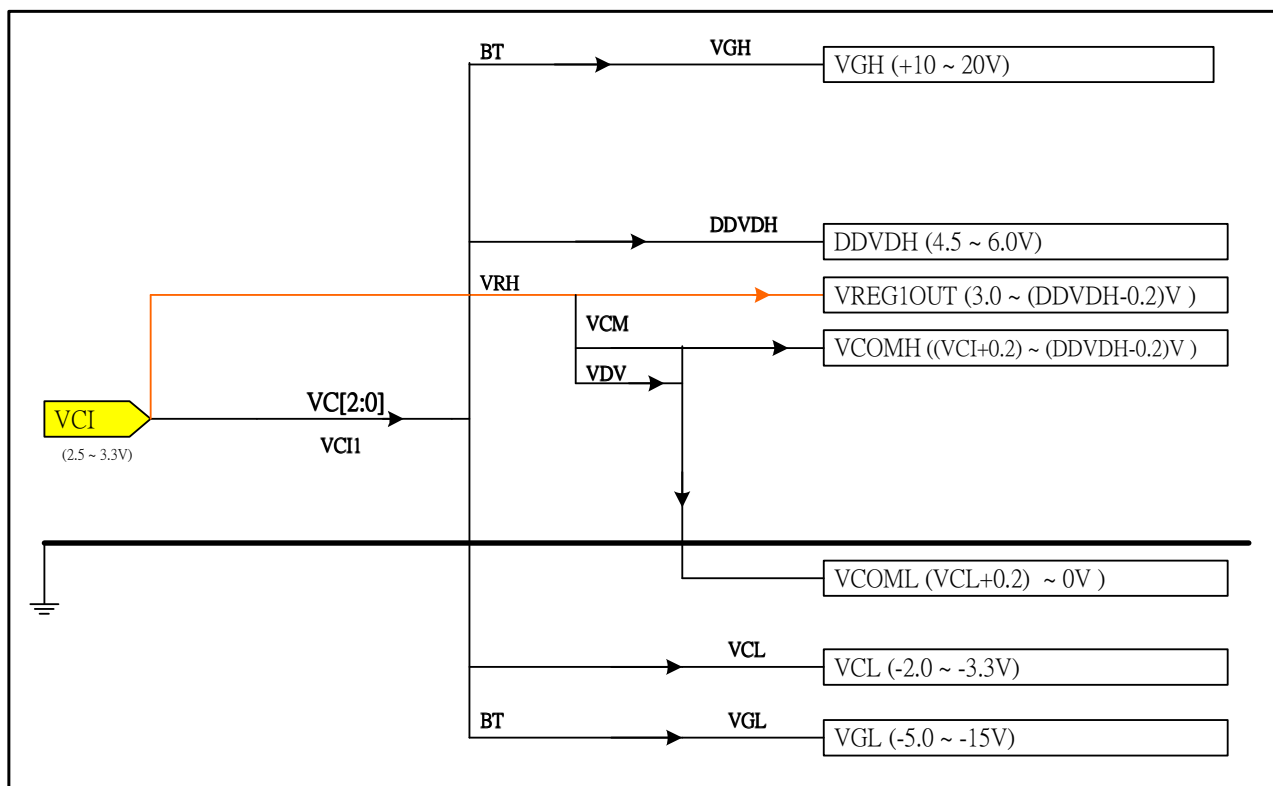 BT
VGH
VGH (+10 ~ 20V)
DDVDH
DDVDH (4.5 ~ 6.0V)
VRH
VREG1OUT (3.0 ~ (DDVDH-0.2)V )
VCM
VCOMH ((VCI+0.2) ~ (DDVDH-0.2)V )
VDV
VCI
VC[2:0]
(2.5 ~ 3.3V)
VCI1
VCOML (VCL+0.2) ~ 0V )
VCL
VCL (-2.0 ~ -3.3V)
BT
VGL
VGL (-5.0 ~ -15V)